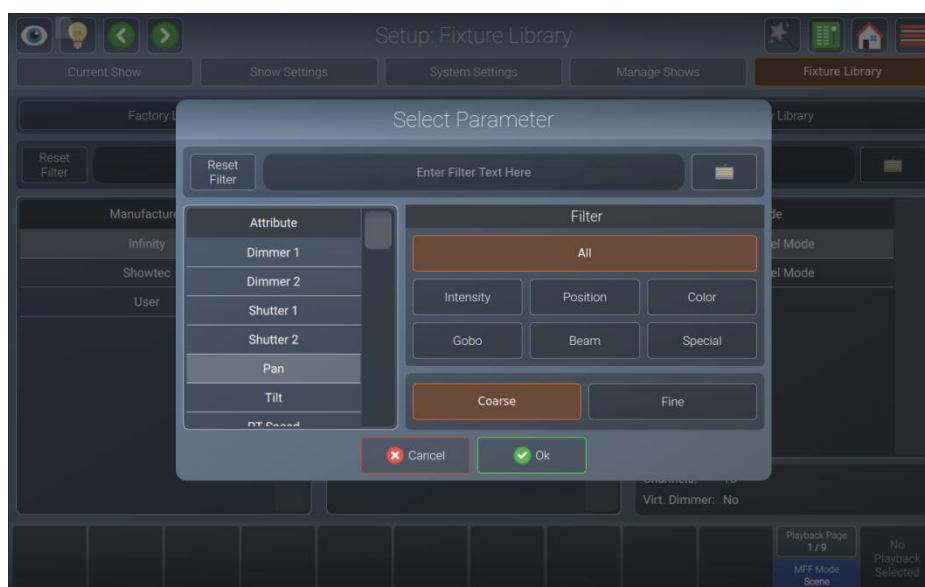 Setup: Fixture Library
Current Show
Show Settings
System Settings
Manage Shows
Fixture Library
Factory L
Library
Select Parameter
Reset
Filter
Reset
Filter
Enter Filter Text Here
Manufacture
Infinity
Showtec
User
Attribute
Dimmer 1
Dimmer 2
Shutter 1
Shutter 2
Pan
Tilt
PT Speed
Filter
All
Intensity
Position
Color
Gobo
Beam
Special
Coarse
Fine
de
el Mode
el Mode
Cancel
Ok
Virt. Dimmer: No
Playback Page
1 / 9
MFF Mode
Scene
No
Playback
Selected